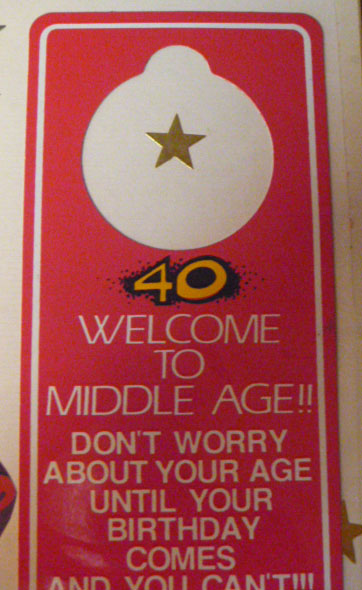 40
WELCOME
TO
MIDDLE AGE!!
DON'T WORRY
ABOUT YOUR AGE
UNTIL YOUR
BIRTHDAY
COMES
AND YOU CAN'T!!!